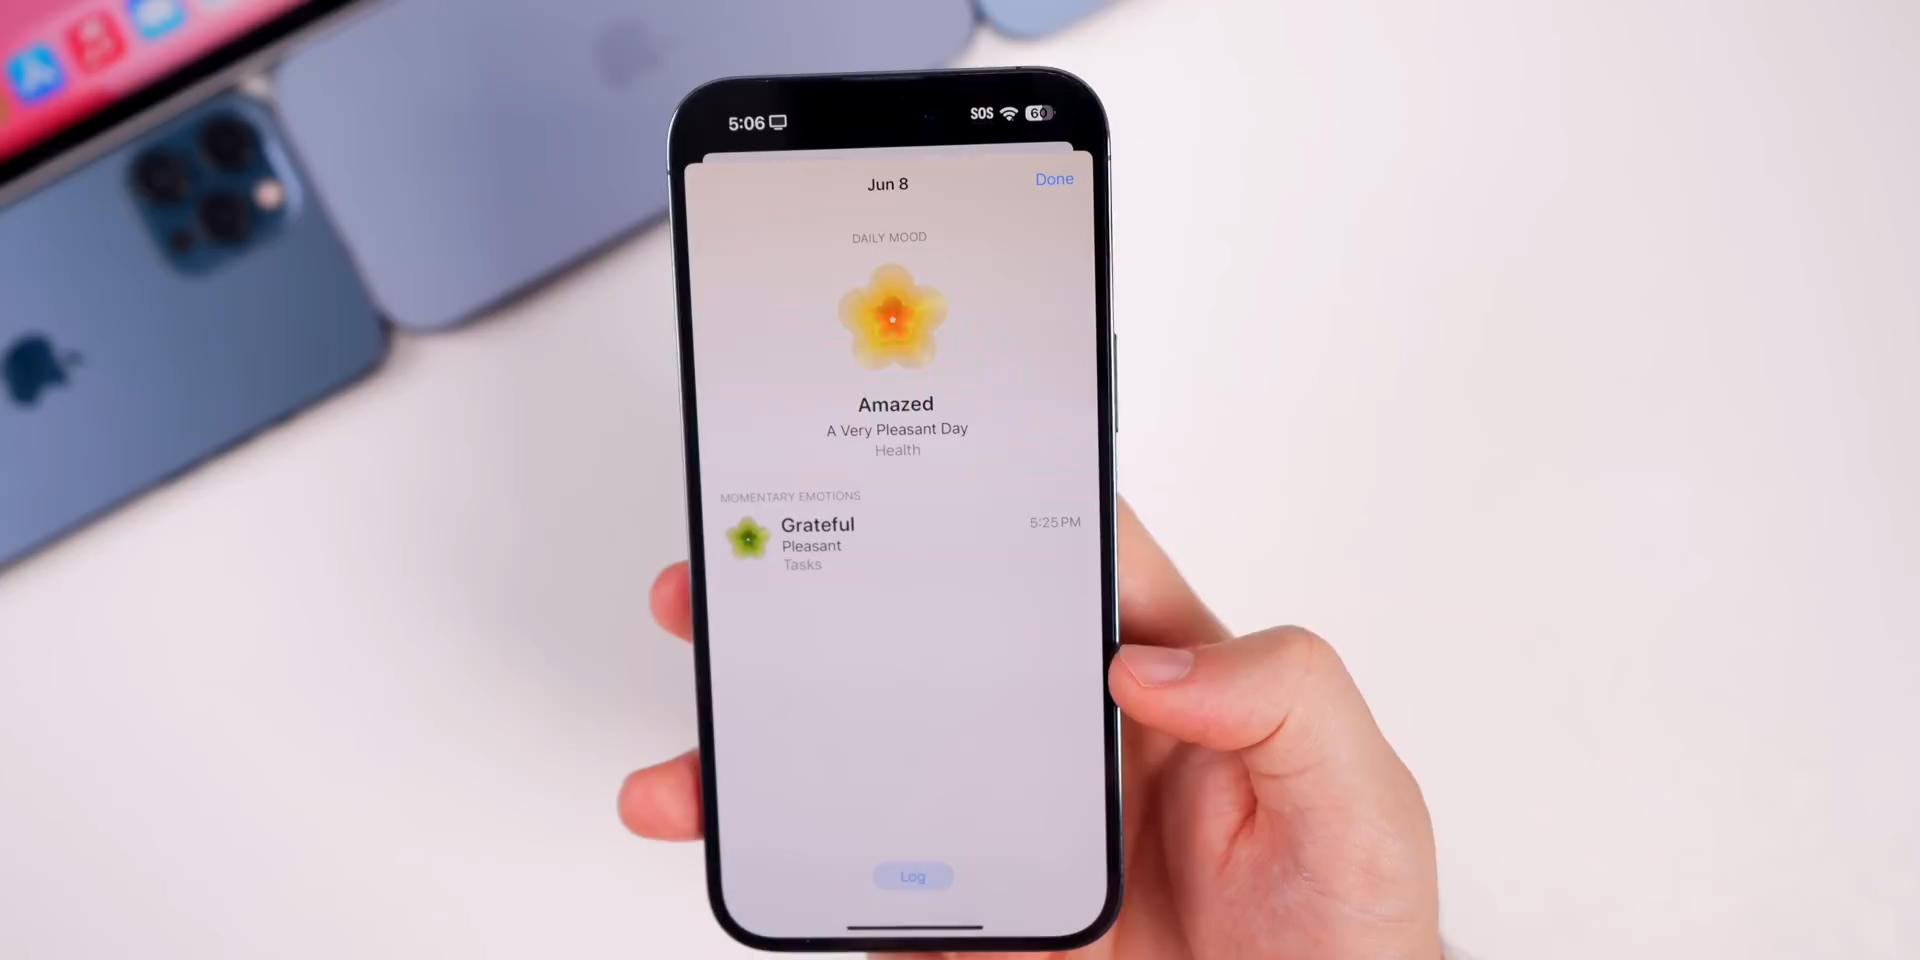 5:06
SOS 60
Jun 8
Done
DAILY MOOD
Amazed
A Very Pleasant Day
Health
MOMENTARY EMOTIONS
Grateful
5:25 PM
Pleasant
Tasks
Log